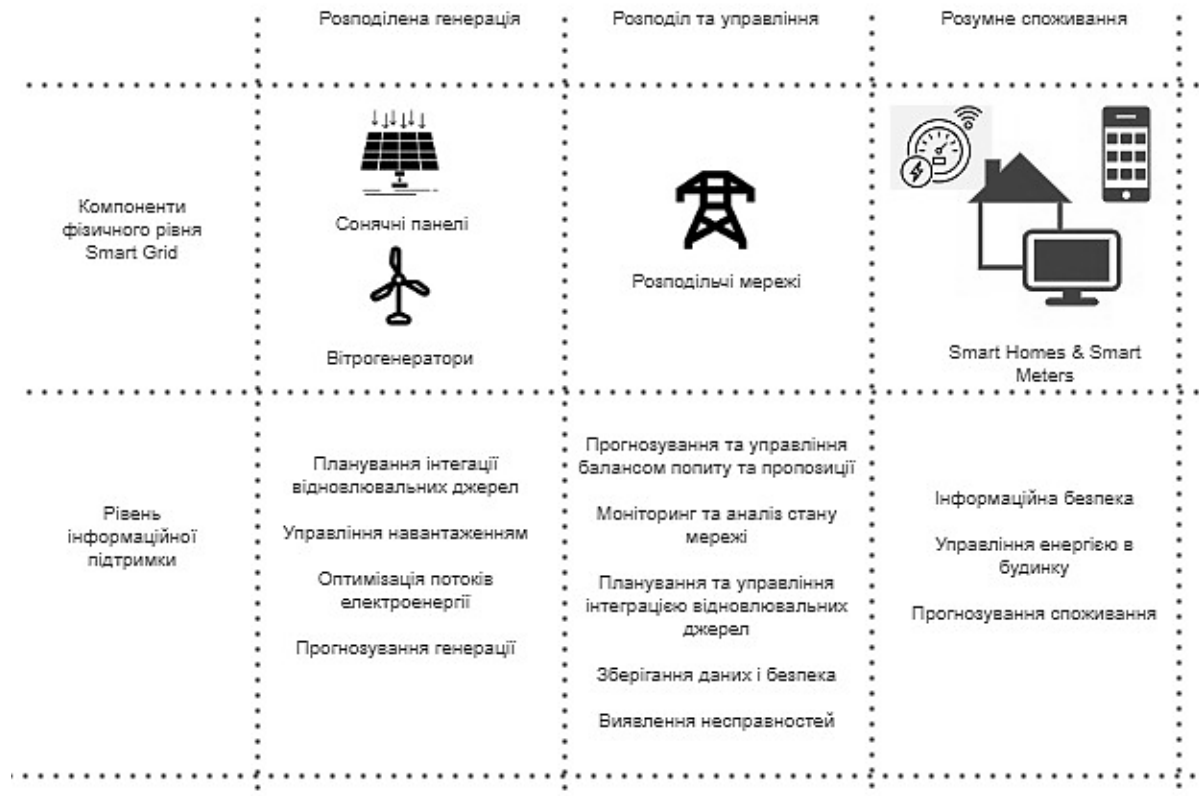 Розподілена генерація
Розподіл та управління
Розумне споживання
Компоненти
фізичного рівня
Smart Grid
Сонячні панелі
Вітрогенератори
Розподільчі мережі
Smart Homes & Smart
Meters
Рівень
інформаційної
підтримки
Планування інтегації
відновлювальних джерел
Управління навантаженням
Оптимізація потоків
електроенергії
Прогнозування генерації
Прогнозування та управління
балансом попиту та пропозиції
Моніторинг та аналіз стану
мережі
Планування та управління
інтеграцією відновлювальних
джерел
Зберігання даних і безпека
Виявлення несправностей
Інформаційна безпека
Управління енергією в
будинку
Прогнозування споживання